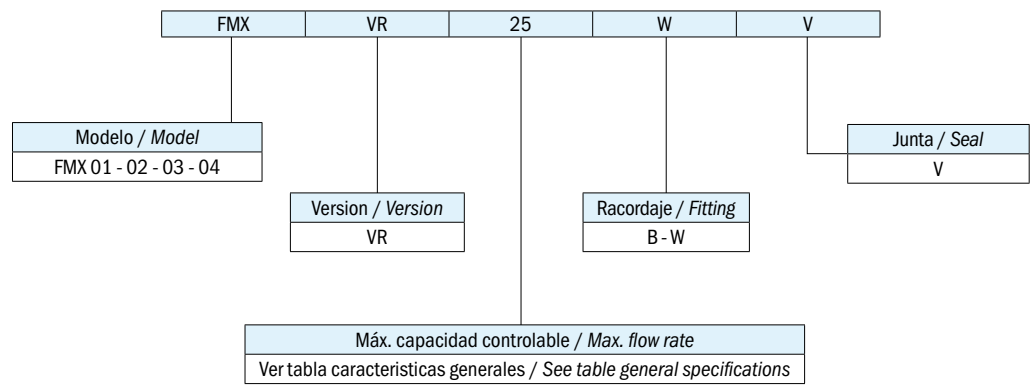 FMX VR 25 W V
Modelo / Model
FMX 01 - 02 - 03 - 04
Junta / Seal
V
Version / Version
VR
Racordaje / Fitting
B - W
Máx. capacidad controlable / Max. flow rate
Ver tabla caracteristicas generales / See table general specifications